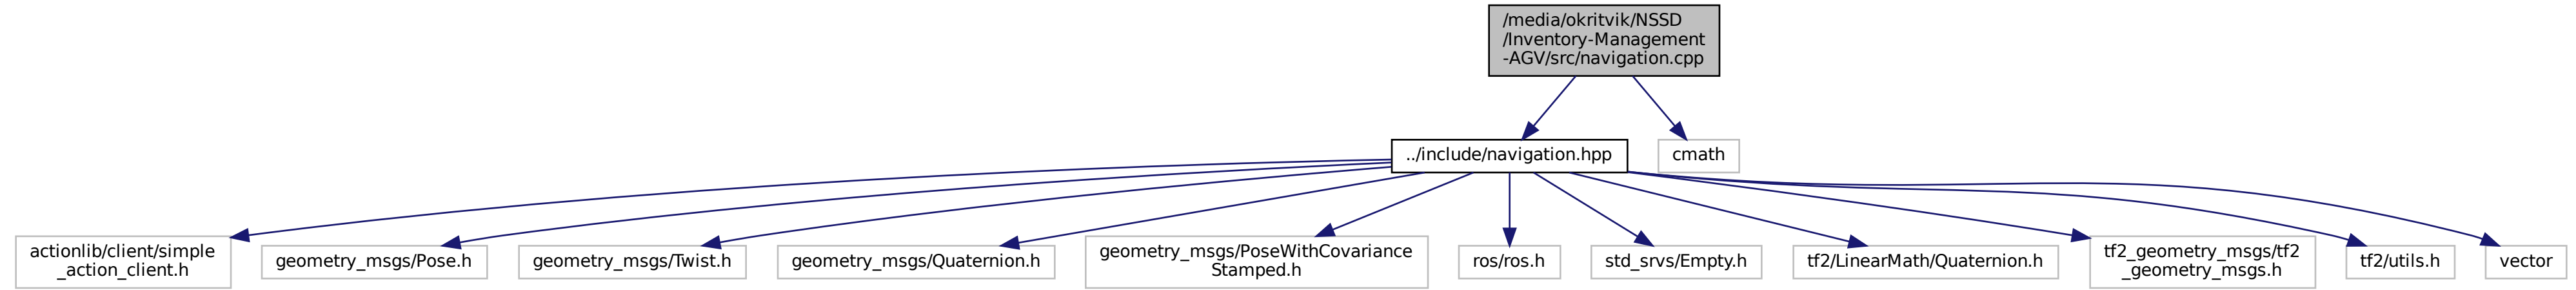 /media/okritvik/NSSD
/Inventory-Management
-AGV/src/navigation.cpp
../include/navigation.hpp
cmath
actionlib/client/simple
_action_client.h
geometry_msgs/Pose.h
geometry_msgs/Twist.h
geometry_msgs/Quaternion.h
geometry_msgs/PoseWithCovariance
Stamped.h
ros/ros.h
std_srvs/Empty.h
tf2/LinearMath/Quaternion.h
tf2_geometry_msgs/tf2
_geometry_msgs.h
tf2/utils.h
vector